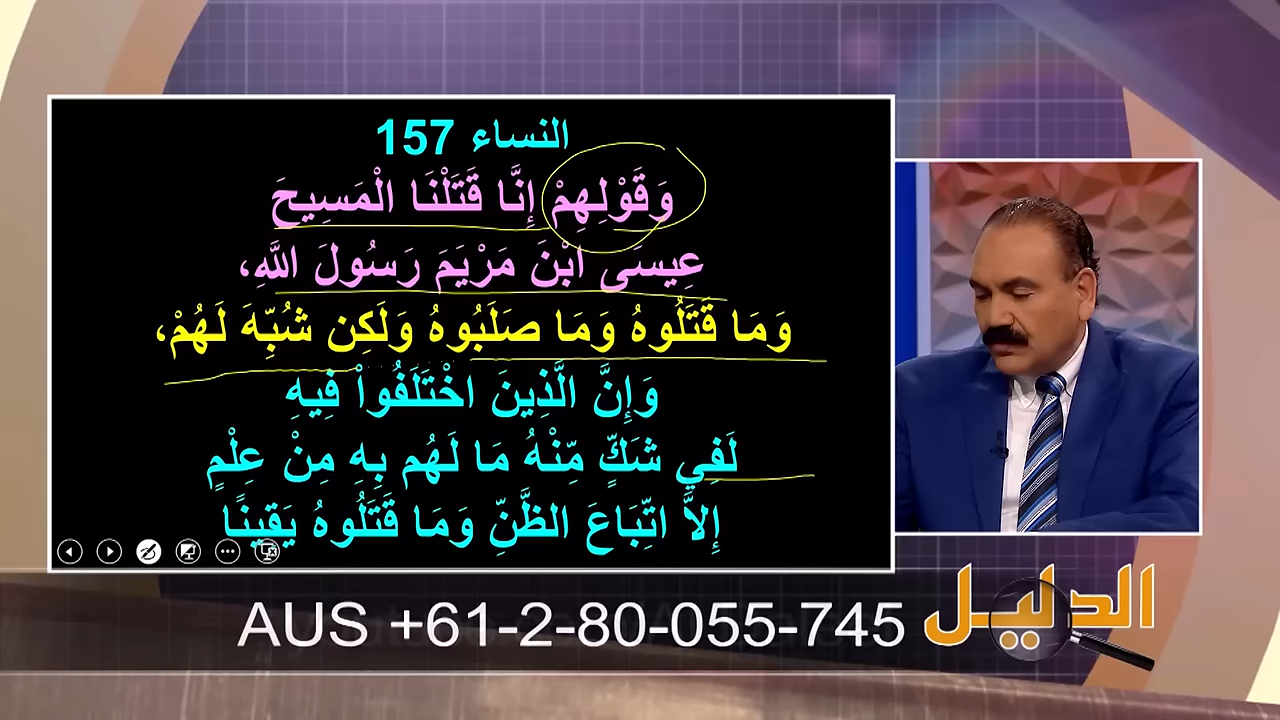 النساء 157
وَقَوْلِهِمْ إِنَّا قَتَلْنَا الْمَسِيحَ
عِيسَى ابْنَ مَرْيَمَ رَسُولَ اللَّهِ،
وَمَا قَتَلُوهُ وَمَا صَلَبُوهُ وَلَكِن شُبِّهَ لَهُمْ،
وَإِنَّ الَّذِينَ اخْتَلَفُواْ فِيهِ
لَفِي شَكٍّ مِّنْهُ مَا لَهُم بِهِ مِنْ عِلْمٍ
إِلاَّ اتِّبَاعَ الظَّنِّ وَمَا قَتَلُوهُ يَقِينًا
AUS +61-2-80-055-745
الدليل